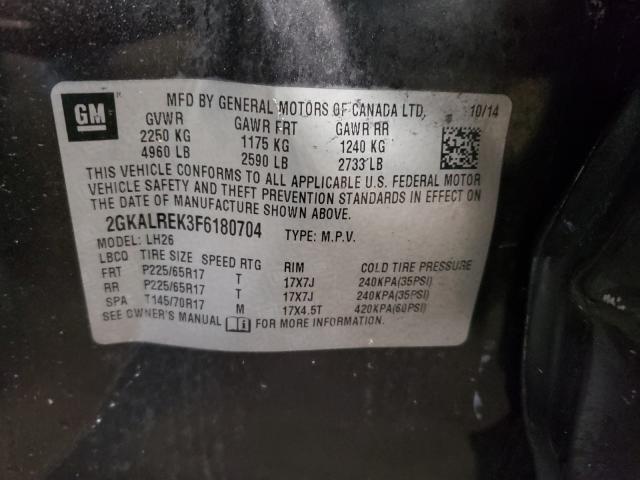 GM
MFD BY GENERAL MOTORS OF CANADA LTD. 10/14
GVWR GAWR FRT GAWR RR
2250 KG 1175 KG 1240 KG
4960 LB 2590 LB 2733 LB
THIS VEHICLE CONFORMS TO ALL APPLICABLE U.S. FEDERAL MOTOR
VEHICLE SAFETY AND THEFT PREVENTION STANDARDS IN EFFECT ON
THE DATE OF MANUFACTURE SHOWN ABOVE.
2GKALREK3F6180704 TYPE: M.P.V.
MODEL: LH26
LBCO TIRE SIZE SPEED RTG RIM COLD TIRE PRESSURE
FRT P225/65R17 T 17X7J 240KPA(35PSI)
RR P225/65R17 T 17X7J 240KPA(35PSI)
SPA T145/70R17 M 17X4.5T 420KPA(60PSI)
SEE OWNER'S MANUAL FOR MORE INFORMATION.